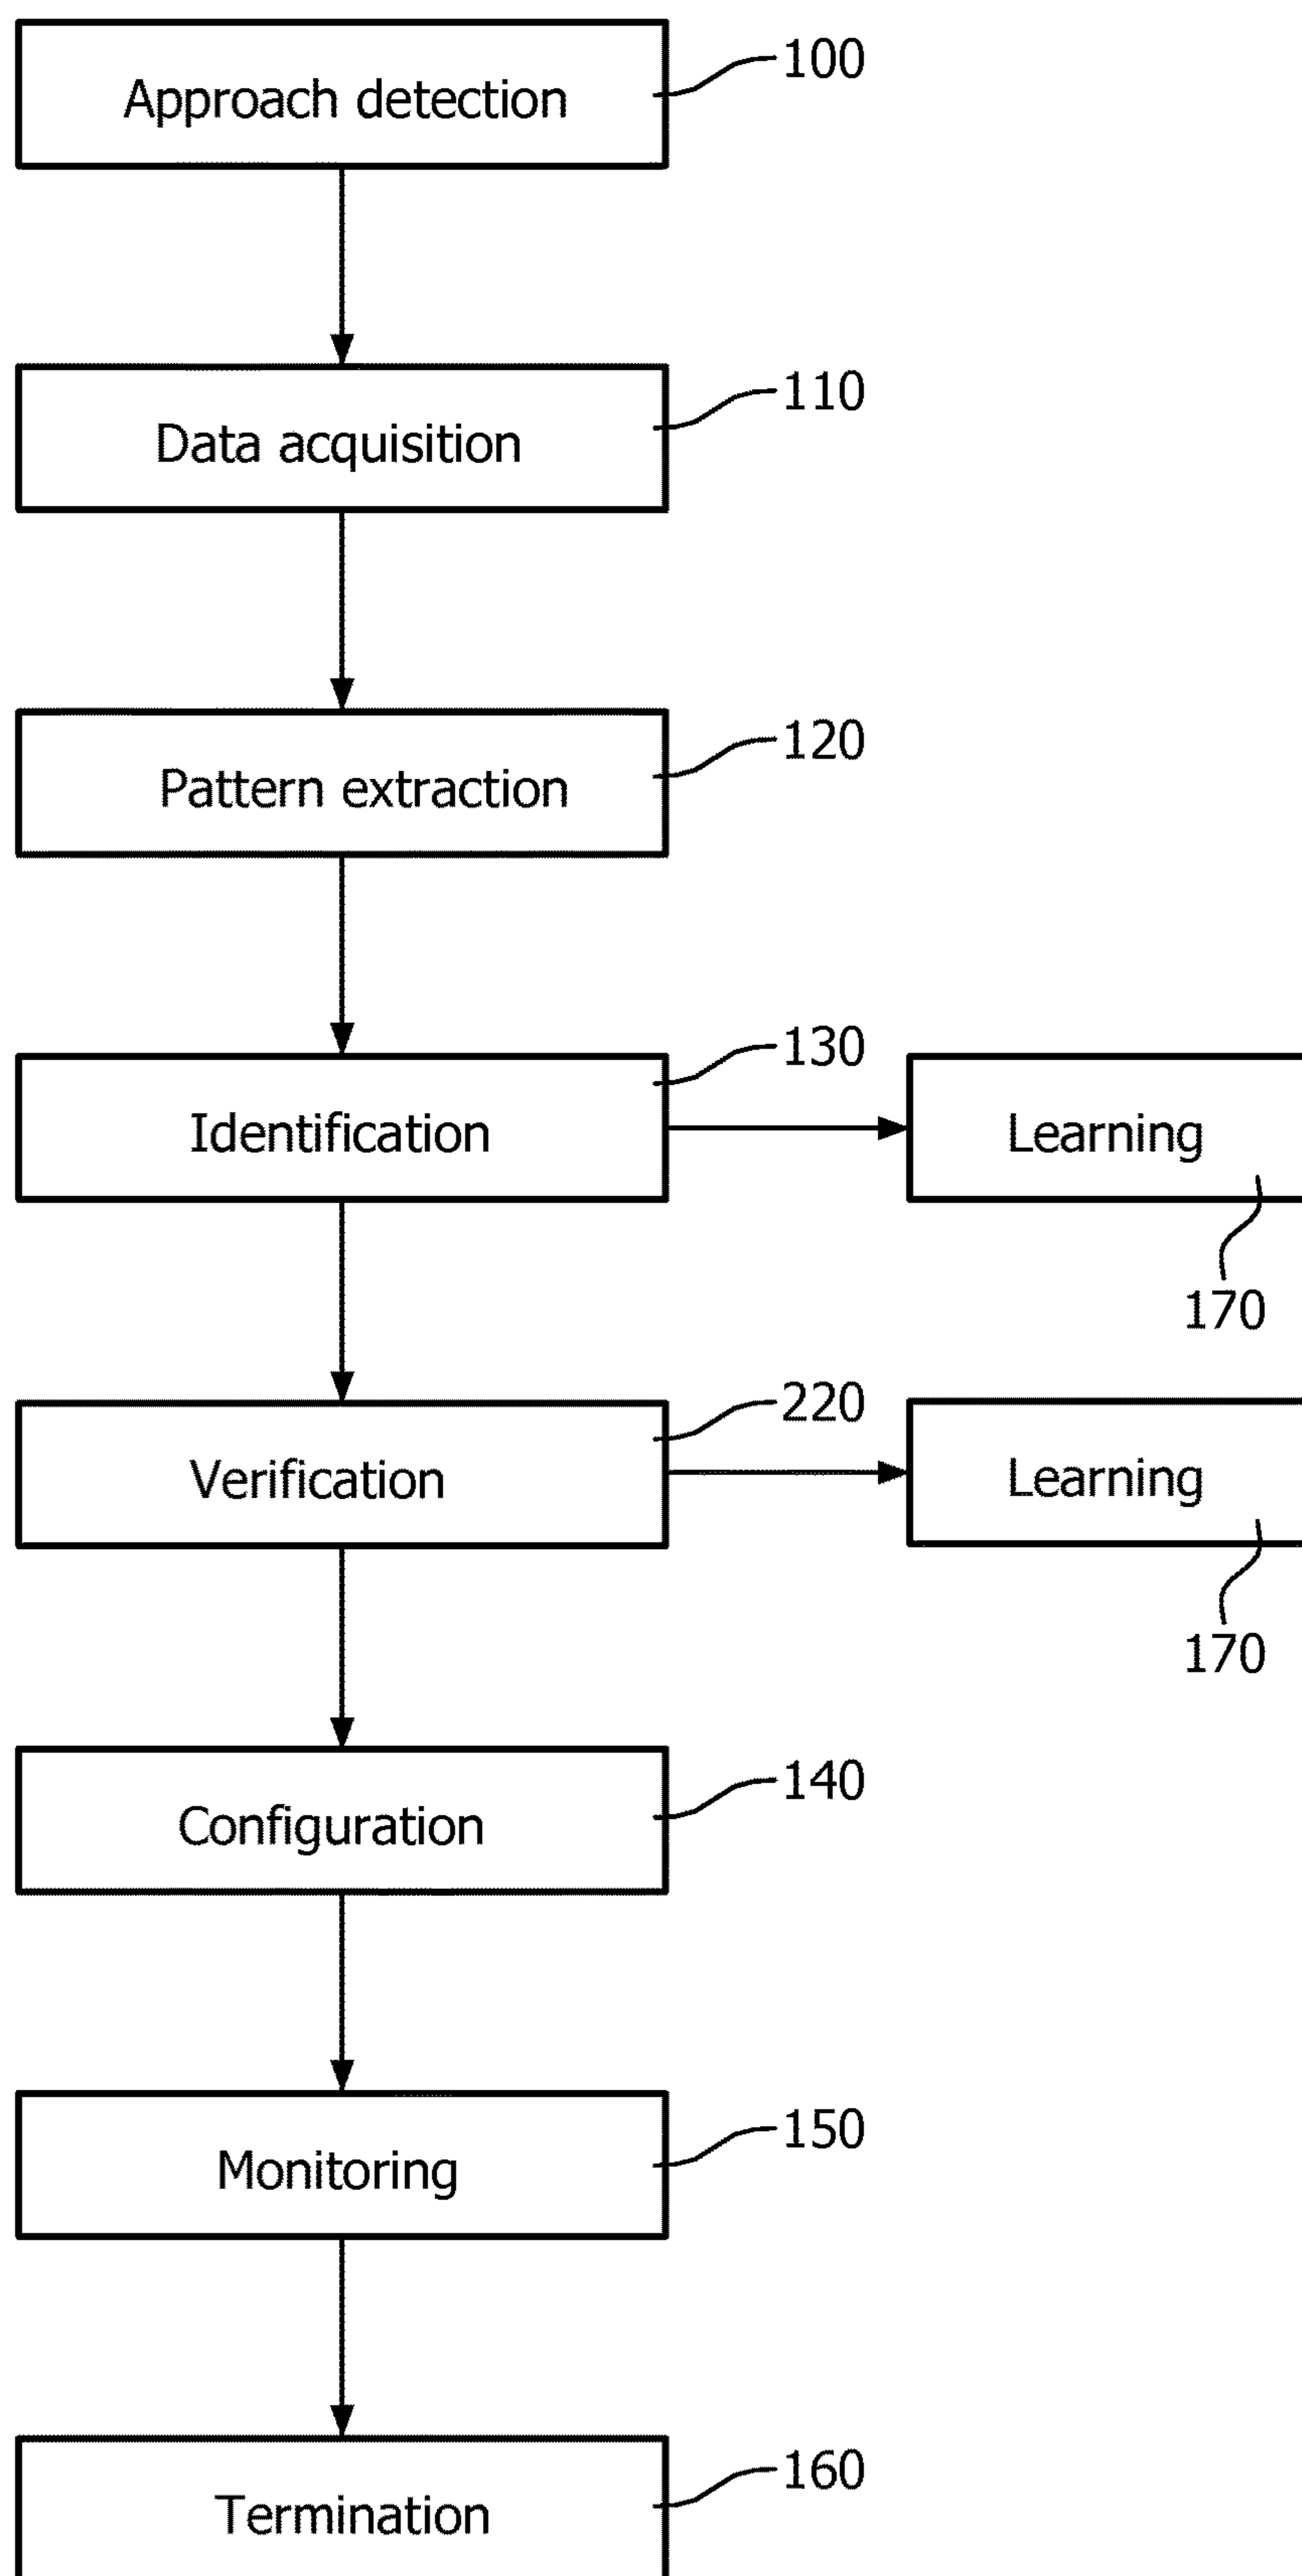 Approach detection
100
Data acquisition
110
Pattern extraction
120
Identification
130
Learning
170
Verification
220
Learning
170
Configuration
140
Monitoring
150
Termination
160